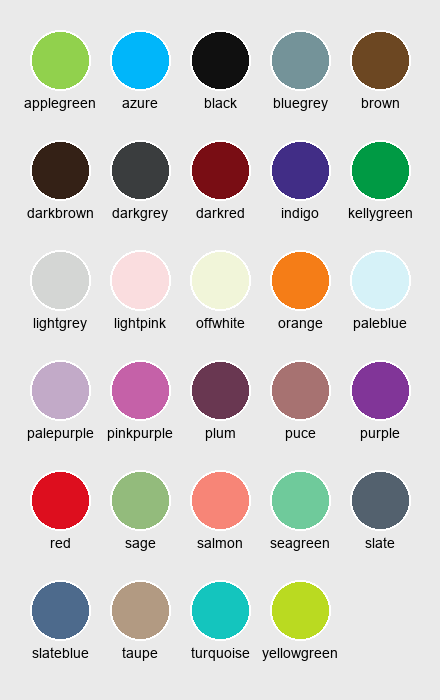 applegreen azure black bluegrey brown
darkbrown darkgrey darkred indigo kellygreen
lightgrey lightpink offwhite orange paleblue
palepurple pinkpurple plum puce purple
red sage salmon seagreen slate
slateblue taupe turquoise yellowgreen